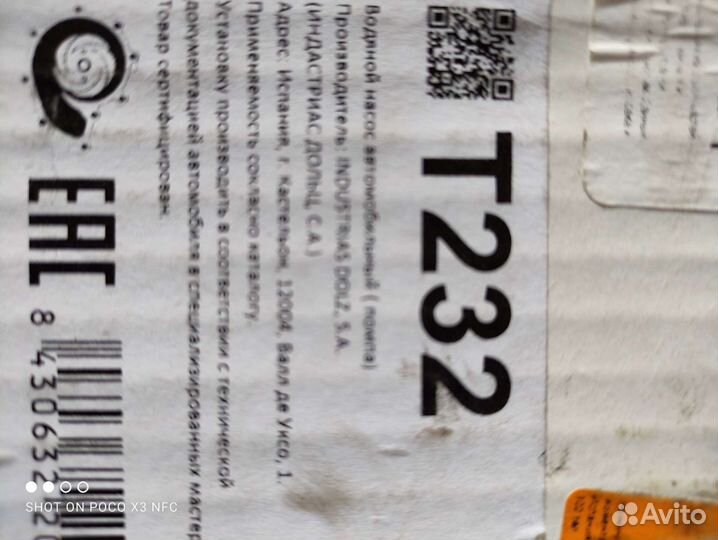 T232
Водяной насос автомобильный ( помпа)
Производитель: INDUSTRIAS DOLZ, S.A.
(ИНДАСТРИАС ДОЛЬЦ, С.А.)
Адрес: Испания, г. Кастельон, 12004, Валл де Уисо, 1.
Применяемость согласно каталогу.
Установку производить в соответствии с технической
документацией автомобиля в специализированных мастер
Товар сертифицирован.
EAC
8 430632 20
SHOT ON POCO X3 NFC
Avito